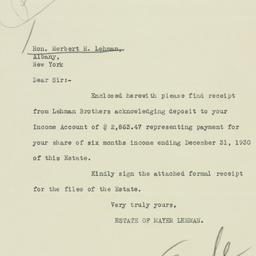 Hon. Herbert H. Lehman,
Albany,
New York
Dear Sir:-
Enclosed herewith please find receipt
from Lehman Brothers acknowledging deposit to your
Income Account of $ 2,863.47 representing payment for
your share of six months income ending December 31, 1930
of this Estate.
Kindly sign the attached formal receipt
for the files of the Estate.
Very truly yours,
ESTATE OF MAYER LEHMAN.